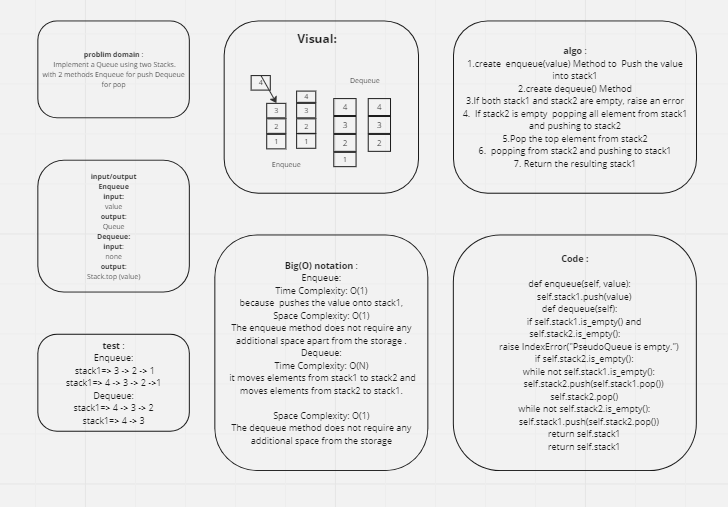 problim domain :
Implement a Queue using two Stacks.
with 2 methods Enqueue for push Dequeue
for pop
input/output
Enqueue
input:
value
output:
Queue
Dequeue:
input:
none
output:
Stack.top (value)
test :
Enqueue:
stack1=> 3 -> 2 -> 1
stack1=> 4 -> 3 -> 2 ->1
Dequeue:
stack1=> 4 -> 3 -> 2
stack1=> 4 -> 3
Visual:
4
3
2
1
4
3
2
1
Enqueue
Dequeue
4
3
2
1
4
3
2
Big(O) notation :
Enqueue:
Time Complexity: O(1)
because pushes the value onto stack1.
Space Complexity: O(1)
The enqueue method does not require any
additional space apart from the storage .
Dequeue:
Time Complexity: O(N)
it moves elements from stack1 to stack2 and
moves elements from stack2 to stack1.
Space Complexity: O(1)
The dequeue method does not require any
additional space from the storage
algo :
1.create enqueue(value) Method to Push the value
into stack1
2.create dequeue() Method
3.If both stack1 and stack2 are empty, raise an error
4. If stack2 is empty popping all element from stack1
and pushing to stack2
5.Pop the top element from stack2
6. popping from stack2 and pushing to stack1
7. Return the resulting stack1
Code :
def enqueue(self, value):
self.stack1.push(value)
def dequeue(self):
if self.stack1.is_empty() and
self.stack2.is_empty():
raise IndexError("PseudoQueue is empty.")
if self.stack2.is_empty():
while not self.stack1.is_empty():
self.stack2.push(self.stack1.pop())
self.stack2.pop()
while not self.stack2.is_empty():
self.stack1.push(self.stack2.pop())
return self.stack1
return self.stack1